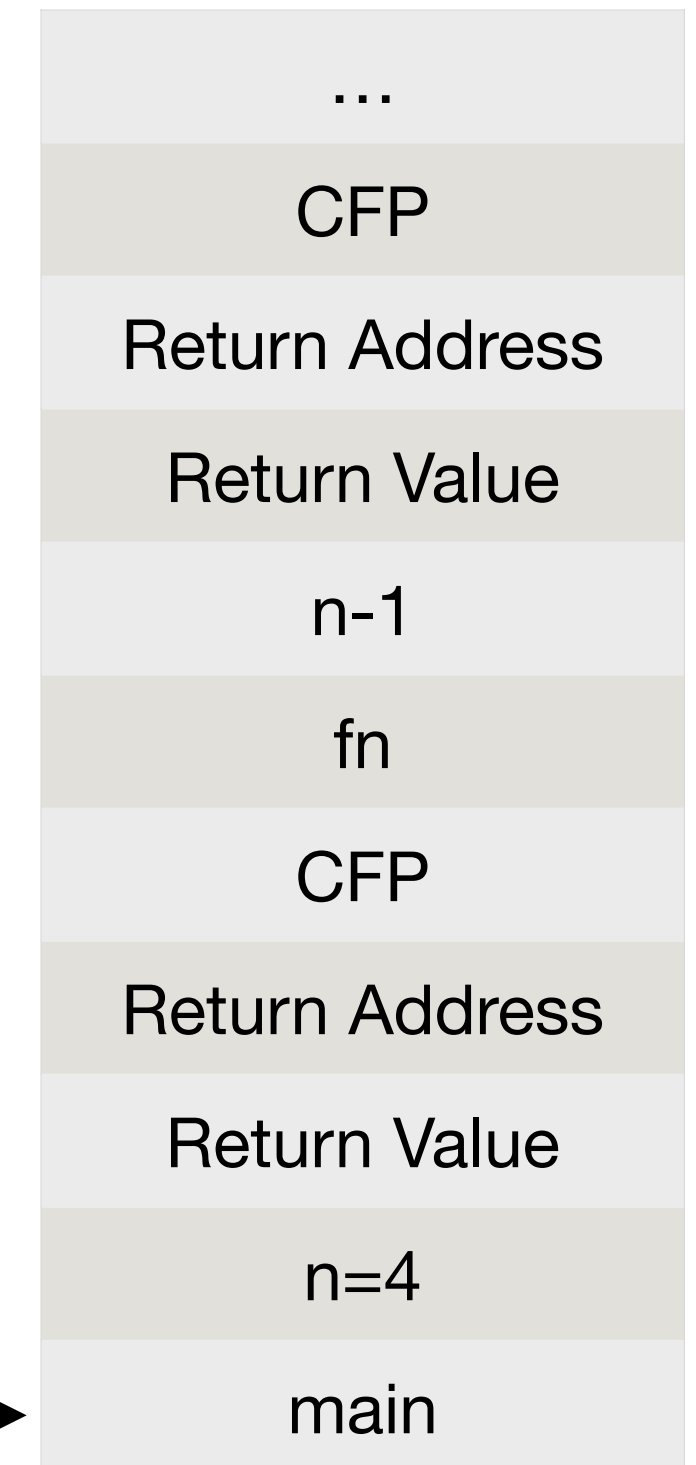 ...
CFP
Return Address
Return Value
n-1
fn
CFP
Return Address
Return Value
n=4
main